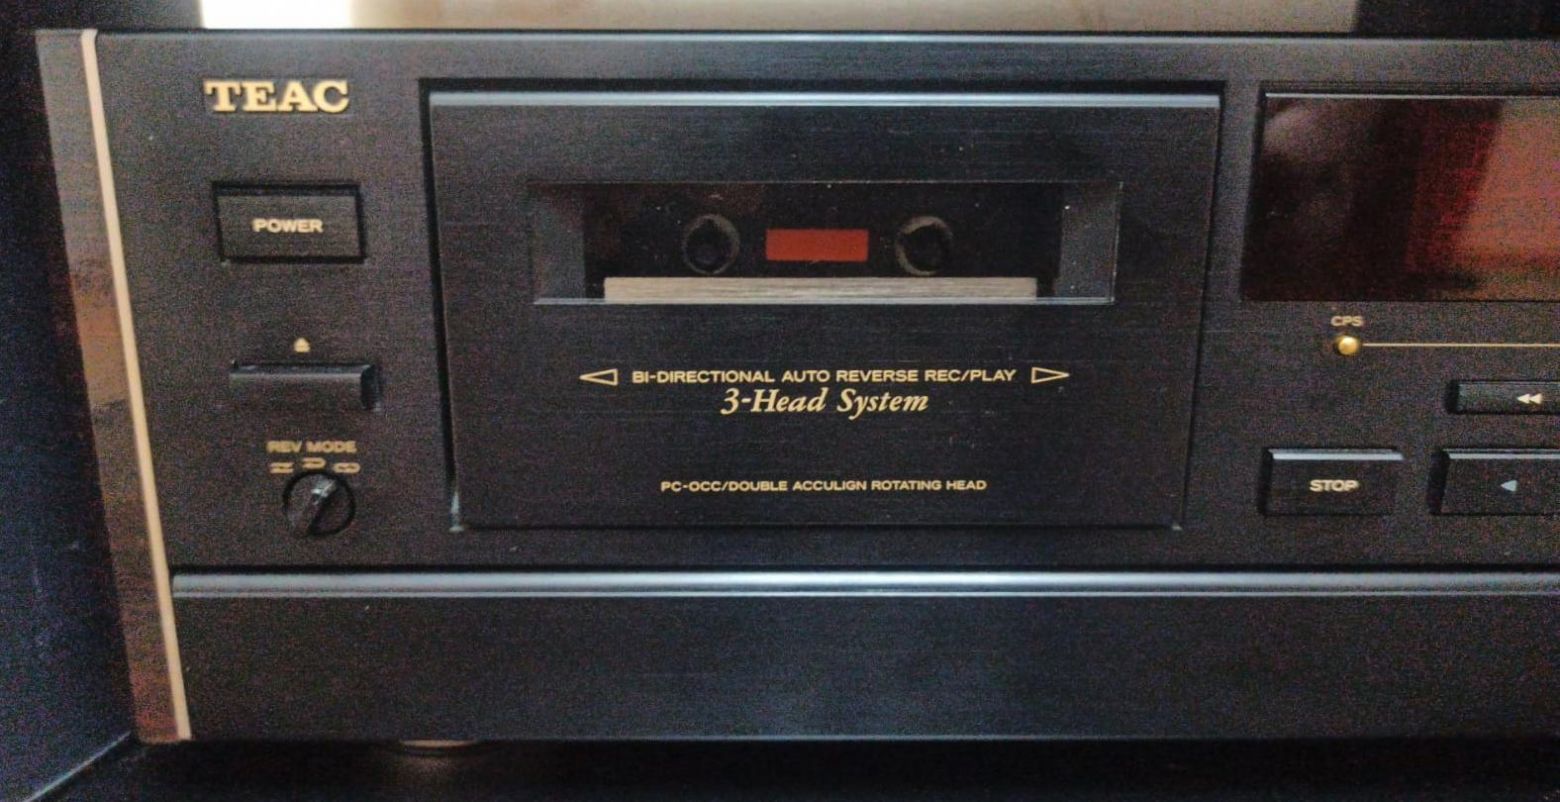 TEAC
POWER
REV MODE
BI-DIRECTIONAL AUTO REVERSE REC/PLAY
3-Head System
PC-OCC/DOUBLE ACCULIGN ROTATING HEAD
CPS
STOP